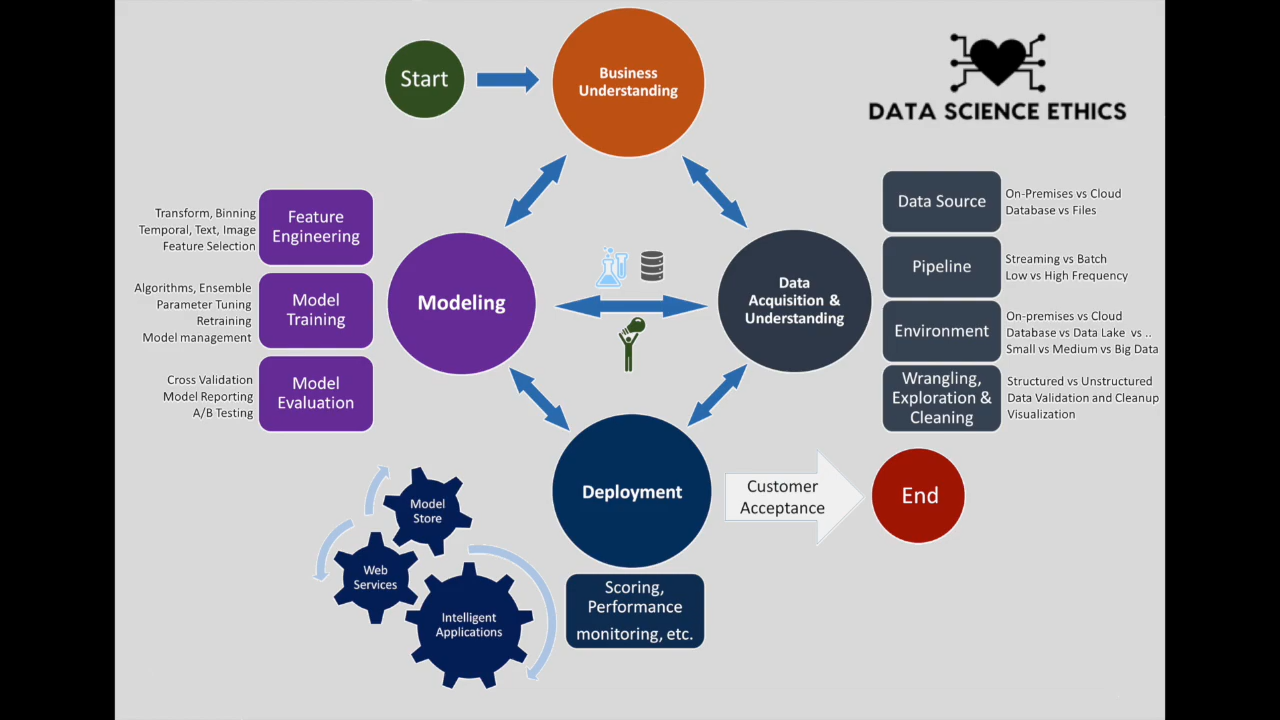 Start
Business
Understanding
DATA SCIENCE ETHICS
Transform, Binning
Temporal, Text, Image
Feature Selection
Feature
Engineering
Algorithms, Ensemble
Parameter Tuning
Retraining
Model management
Model
Training
Cross Validation
Model Reporting
A/B Testing
Model
Evaluation
Modeling
Data
Acquisition &
Understanding
Data Source
On-Premises vs Cloud
Database vs Files
Pipeline
Streaming vs Batch
Low vs High Frequency
Environment
On-premises vs Cloud
Database vs Data Lake vs ..
Small vs Medium vs Big Data
Wrangling,
Exploration &
Cleaning
Structured vs Unstructured
Data Validation and Cleanup
Visualization
Deployment
Customer
Acceptance
End
Model
Store
Web
Services
Intelligent
Applications
Scoring,
Performance
monitoring, etc.